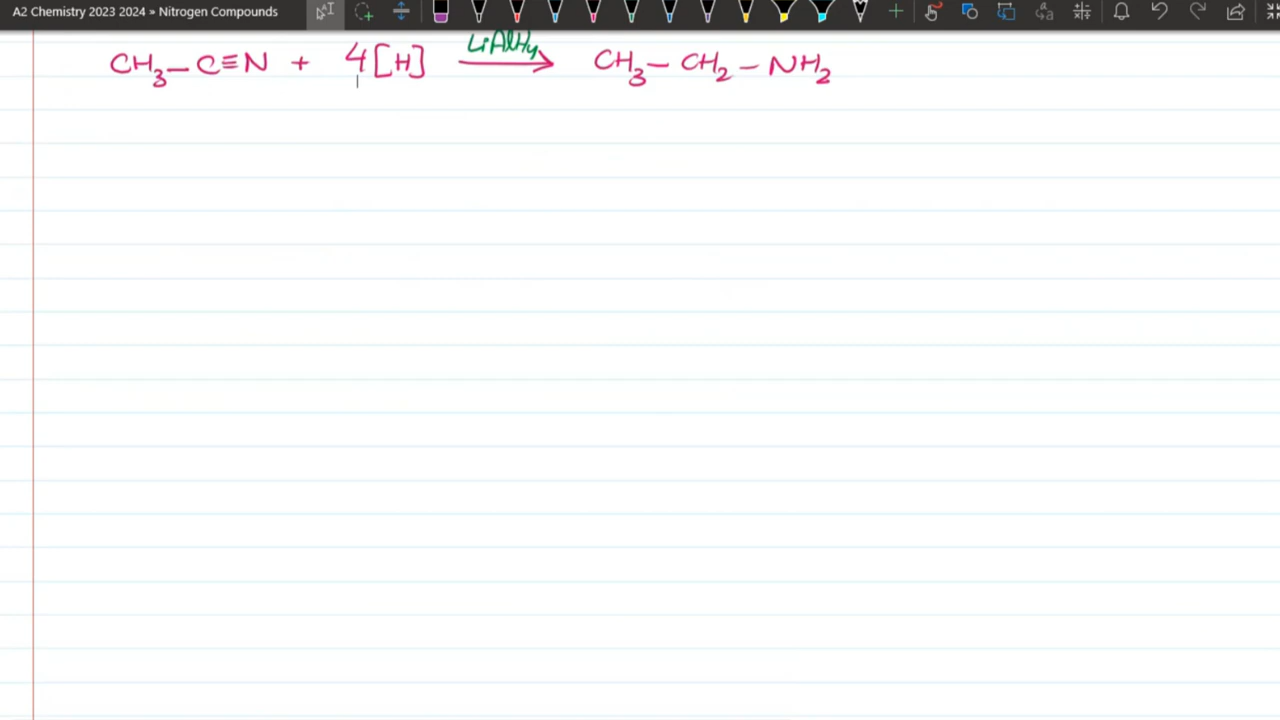 A2 Chemistry 2023 2024 » Nitrogen Compounds
LiAlH4
CH3–C≡N + 4[H] → CH3–CH2–NH2